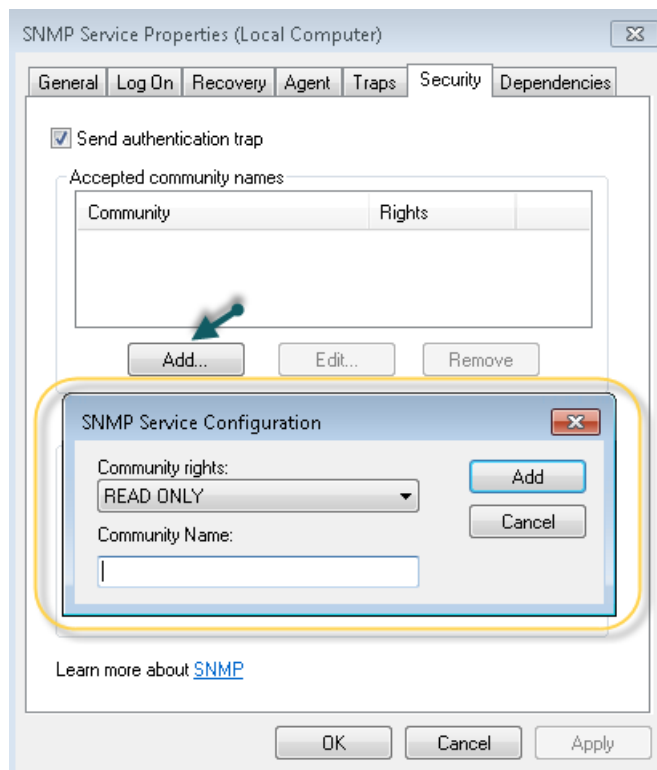 SNMP Service Properties (Local Computer)
General Log On Recovery Agent Traps Security Dependencies
Send authentication trap
Accepted community names
Community Rights
Add... Edit... Remove
SNMP Service Configuration
Community rights:
READ ONLY
Add
Community Name:
Cancel
Learn more about SNMP
OK Cancel Apply